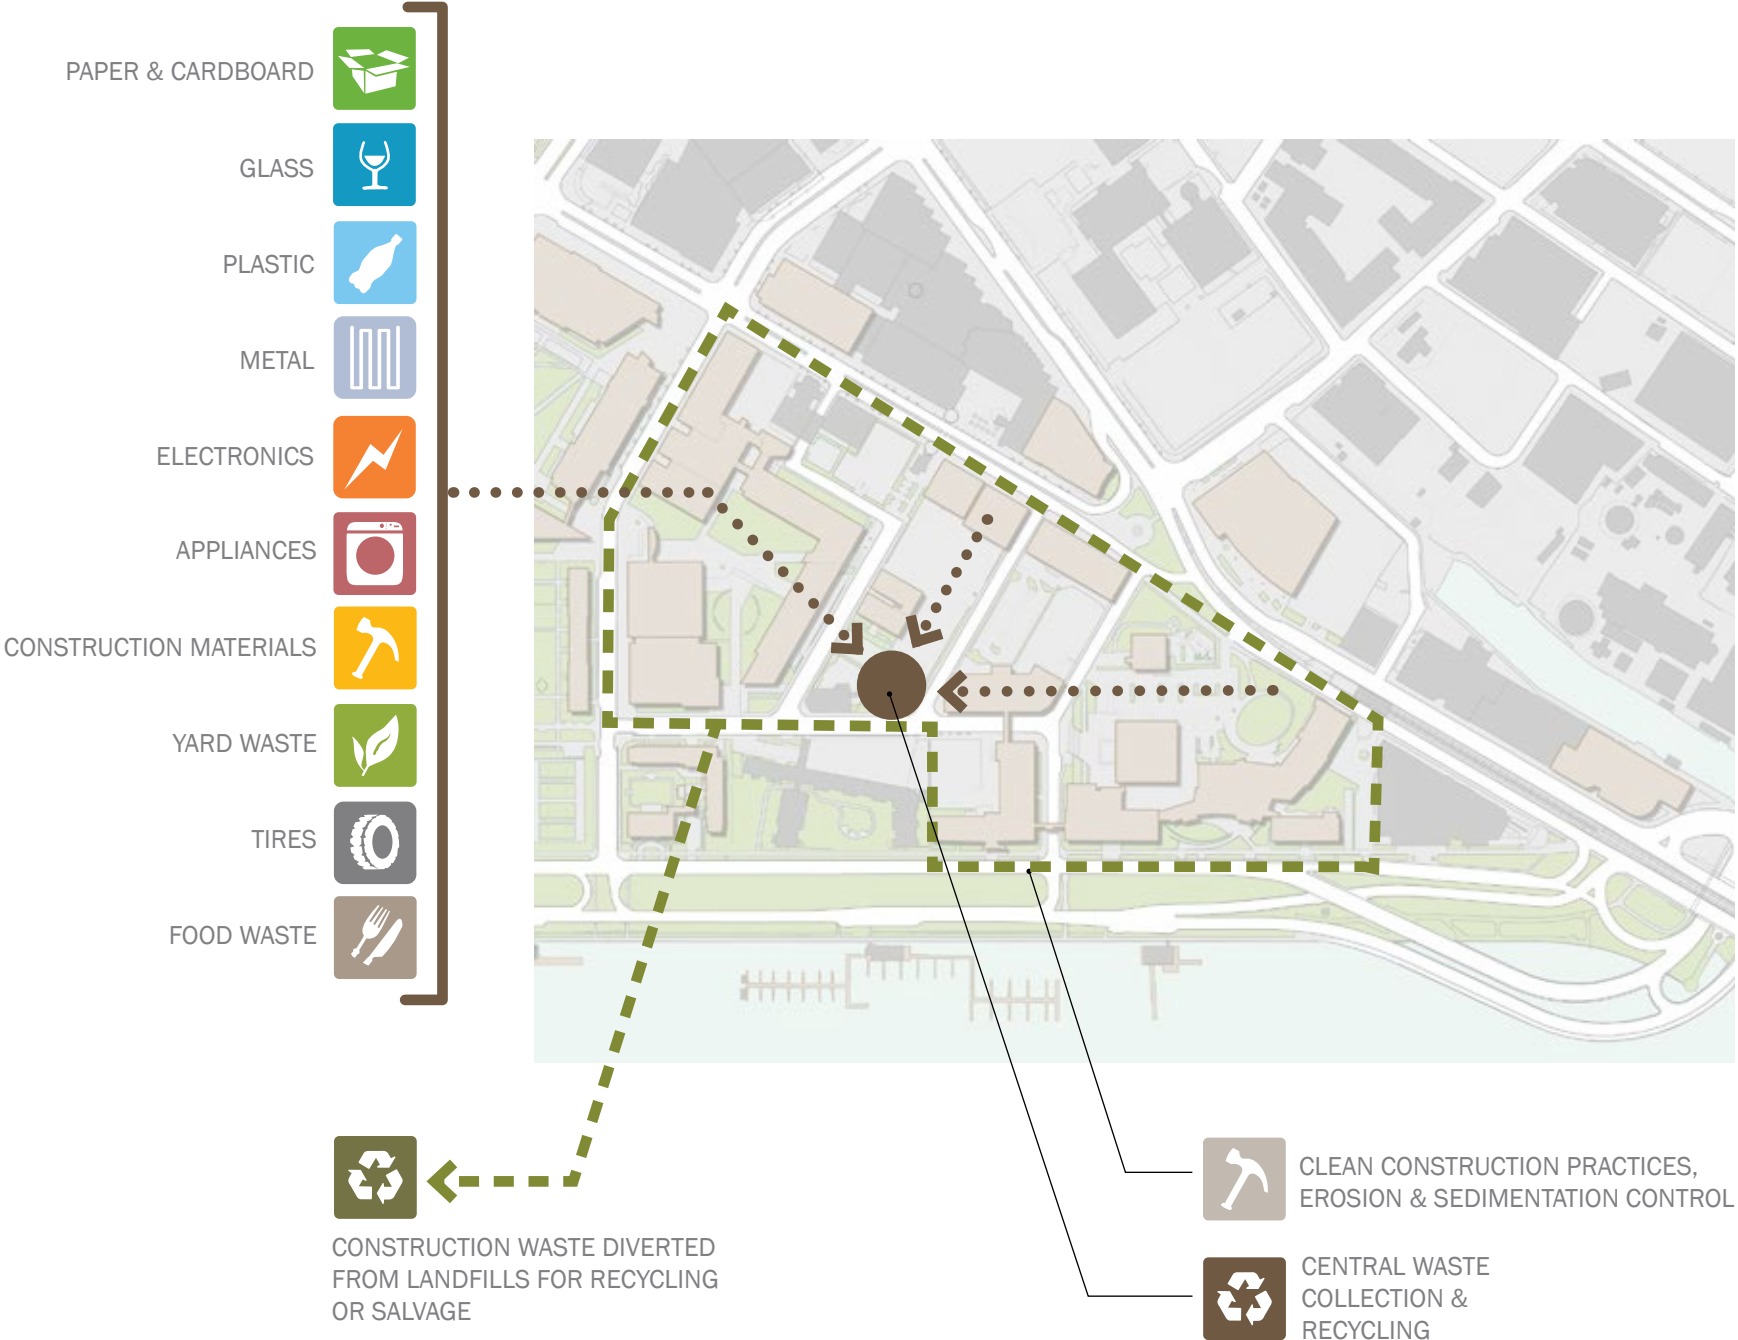 PAPER & CARDBOARD
GLASS
PLASTIC
METAL
ELECTRONICS
APPLIANCES
CONSTRUCTION MATERIALS
YARD WASTE
TIRES
FOOD WASTE
CONSTRUCTION WASTE DIVERTED
FROM LANDFILLS FOR RECYCLING
OR SALVAGE
CLEAN CONSTRUCTION PRACTICES,
EROSION & SEDIMENTATION CONTROL
CENTRAL WASTE
COLLECTION &
RECYCLING